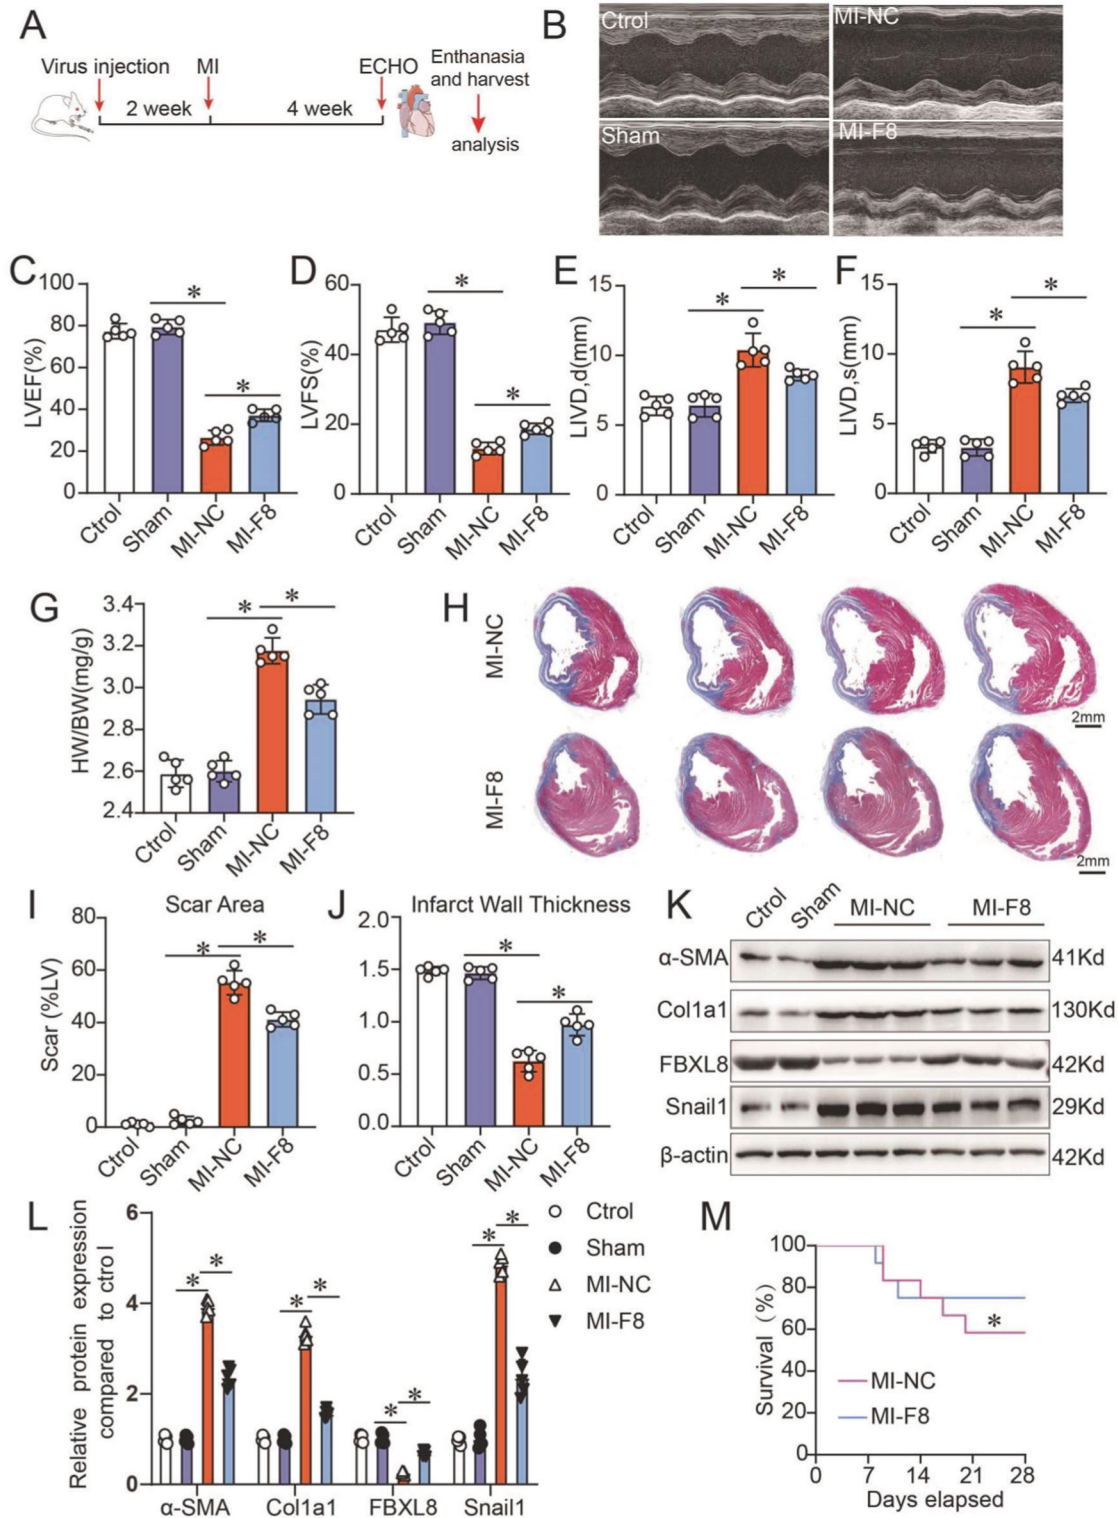 A
Virus injection
MI
ECHO
Enthanasia
and harvest
2 week
4 week
analysis
B
Ctrol
MI-NC
Sham
MI-F8
C
LVEF(%)
100
80
60
40
20
0
*
*
Ctrol
Sham
MI-NC
MI-F8
D
LVFS(%)
60
40
20
0
*
*
Ctrol
Sham
MI-NC
MI-F8
E
LIVD,d(mm)
15
10
5
0
*
*
Ctrol
Sham
MI-NC
MI-F8
F
LIVD,s(mm)
15
10
5
0
*
*
Ctrol
Sham
MI-NC
MI-F8
G
HW/BW(mg/g)
3.4
3.2
3.0
2.8
2.6
2.4
*
*
Ctrol
Sham
MI-NC
MI-F8
H
MI-NC
2mm
MI-F8
2mm
I
Scar Area
Scar (%LV)
80
60
40
20
0
*
*
Ctrol
Sham
MI-NC
MI-F8
J
Infarct Wall Thickness
2.0
1.5
1.0
0.5
0.0
*
*
Ctrol
Sham
MI-NC
MI-F8
K
Ctrol
Sham
MI-NC
MI-F8
α-SMA
41Kd
Col1a1
130Kd
FBXL8
42Kd
Snail1
29Kd
β-actin
42Kd
L
Relative protein expression
compared to ctrol
6
4
2
0
*
*
*
*
*
*
*
*
α-SMA
Col1a1
FBXL8
Snail1
Ctrol
Sham
MI-NC
MI-F8
M
Survival (%)
100
80
60
40
20
0
*
MI-NC
MI-F8
0
7
14
21
28
Days elapsed